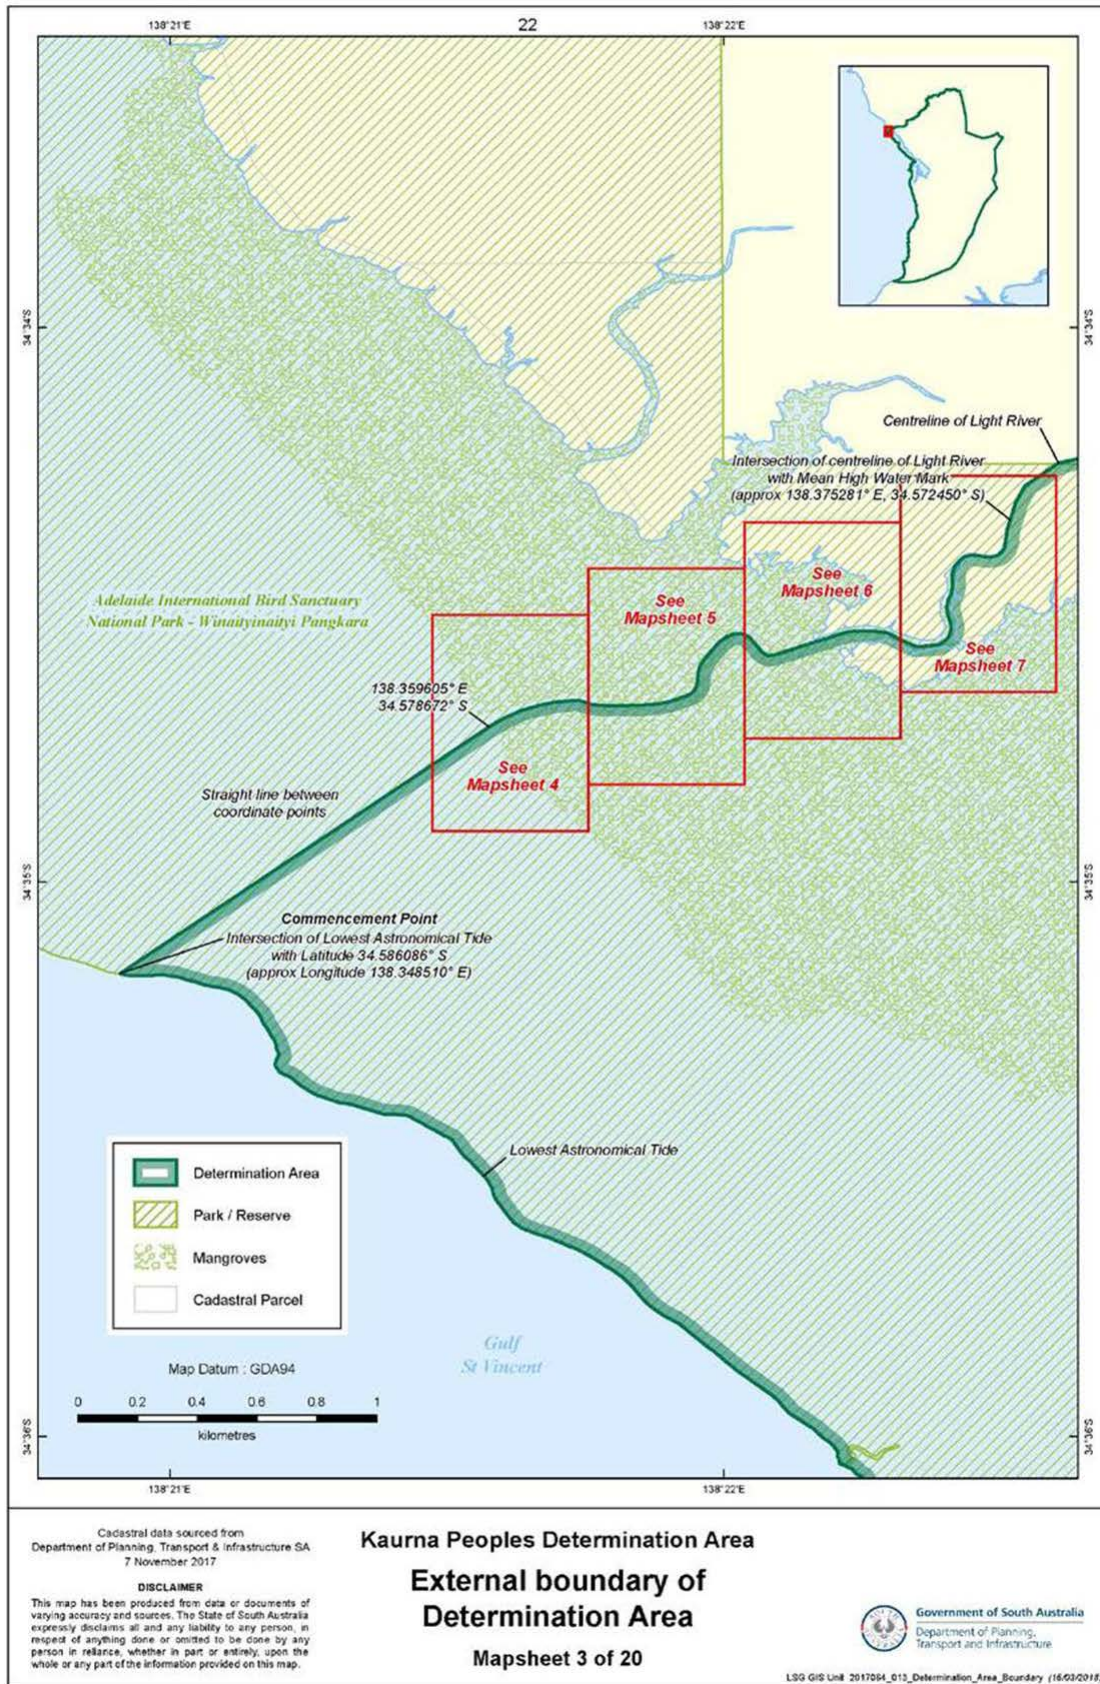 22
138°21'E
138°22'E
34°34'S
34°34'S
Centreline of Light River
Intersection of centreline of Light River
with Mean High Water Mark
(approx 138.375281° E, 34.572450° S)
See
Mapsheet 6
See
Mapsheet 5
Adelaide International Bird Sanctuary
National Park - Winaityinaityi Pangkara
See
Mapsheet 7
138.359605° E
34.578672° S
See
Mapsheet 4
Straight line between
coordinate points
34°35'S
34°35'S
Commencement Point
Intersection of Lowest Astronomical Tide
with Latitude 34.586086° S
(approx Longitude 138.348510° E)
Lowest Astronomical Tide
Determination Area
Park / Reserve
Mangroves
Cadastral Parcel
Gulf
St Vincent
Map Datum : GDA94
0 0.2 0.4 0.6 0.8 1
kilometres
34°36'S
34°36'S
138°21'E
138°22'E
Cadastral data sourced from
Department of Planning, Transport & Infrastructure SA
7 November 2017
DISCLAIMER
This map has been produced from data or documents of
varying accuracy and sources. The State of South Australia
expressly disclaims all and any liability to any person, in
respect of anything done or omitted to be done by any
person in reliance, whether in part or entirely, upon the
whole or any part of the information provided on this map.
Kaurna Peoples Determination Area
External boundary of
Determination Area
Mapsheet 3 of 20
Government of South Australia
Department of Planning,
Transport and Infrastructure
LSG GIS Unit 2017064_013_Determination_Area_Boundary (16/03/2018)